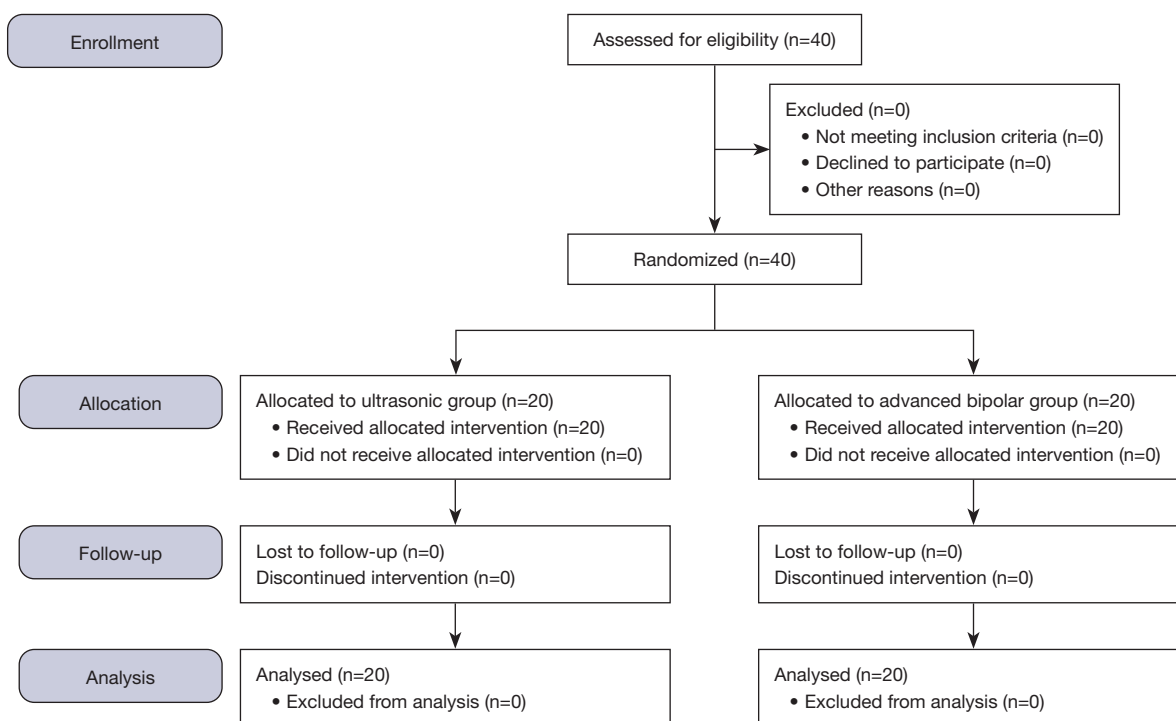 Enrollment
Assessed for eligibility (n=40)
Excluded (n=0)
• Not meeting inclusion criteria (n=0)
• Declined to participate (n=0)
• Other reasons (n=0)
Randomized (n=40)
Allocation
Allocated to ultrasonic group (n=20)
• Received allocated intervention (n=20)
• Did not receive allocated intervention (n=0)
Allocated to advanced bipolar group (n=20)
• Received allocated intervention (n=20)
• Did not receive allocated intervention (n=0)
Follow-up
Lost to follow-up (n=0)
Discontinued intervention (n=0)
Lost to follow-up (n=0)
Discontinued intervention (n=0)
Analysis
Analysed (n=20)
• Excluded from analysis (n=0)
Analysed (n=20)
• Excluded from analysis (n=0)